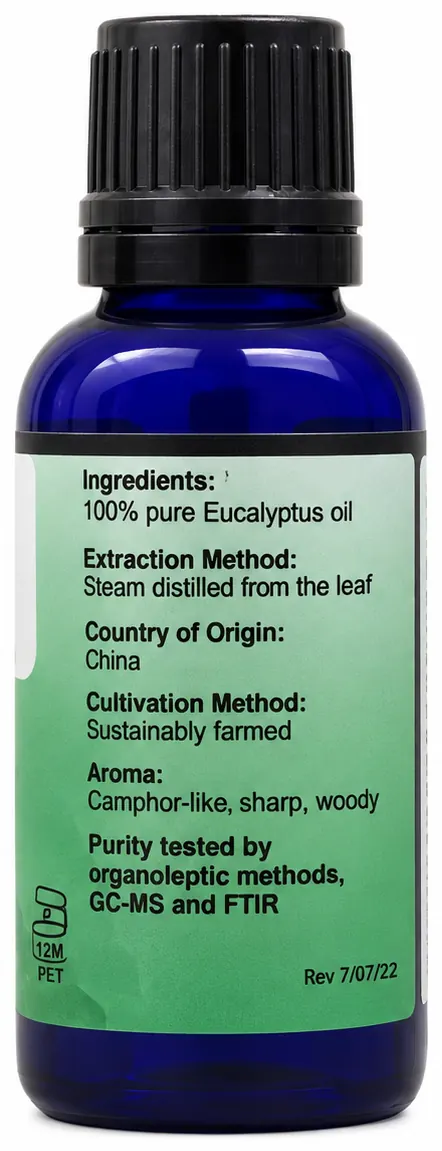 Ingredients:
100% pure Eucalyptus oil
Extraction Method:
Steam distilled from the leaf
Country of Origin:
China
Cultivation Method:
Sustainably farmed
Aroma:
Camphor-like, sharp, woody
Purity tested by
organoleptic methods,
GC-MS and FTIR
P
12M
PET
Rev 7/07/22